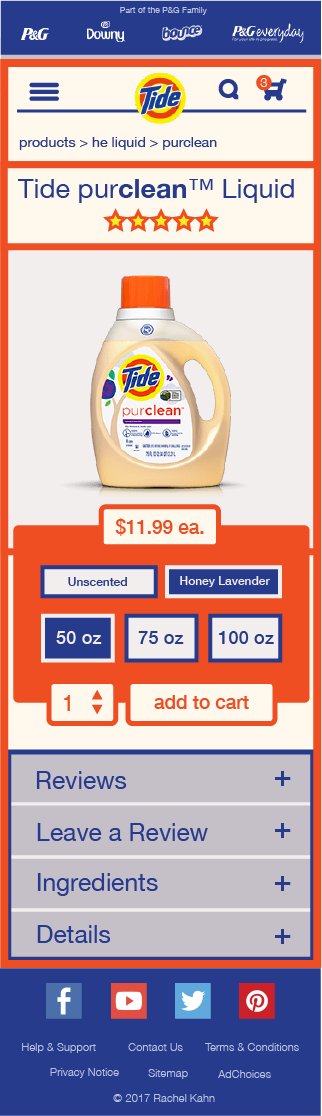 Part of the P&G Family
P&G Downy bounce P&G everyday
Tide 3
products > he liquid > purclean
Tide purclean™ Liquid
Tide
purclean
$11.99 ea.
Unscented Honey Lavender
50 oz 75 oz 100 oz
1 add to cart
Reviews +
Leave a Review +
Ingredients +
Details +
Help & Support Contact Us Terms & Conditions
Privacy Notice Sitemap AdChoices
© 2017 Rachel Kahn